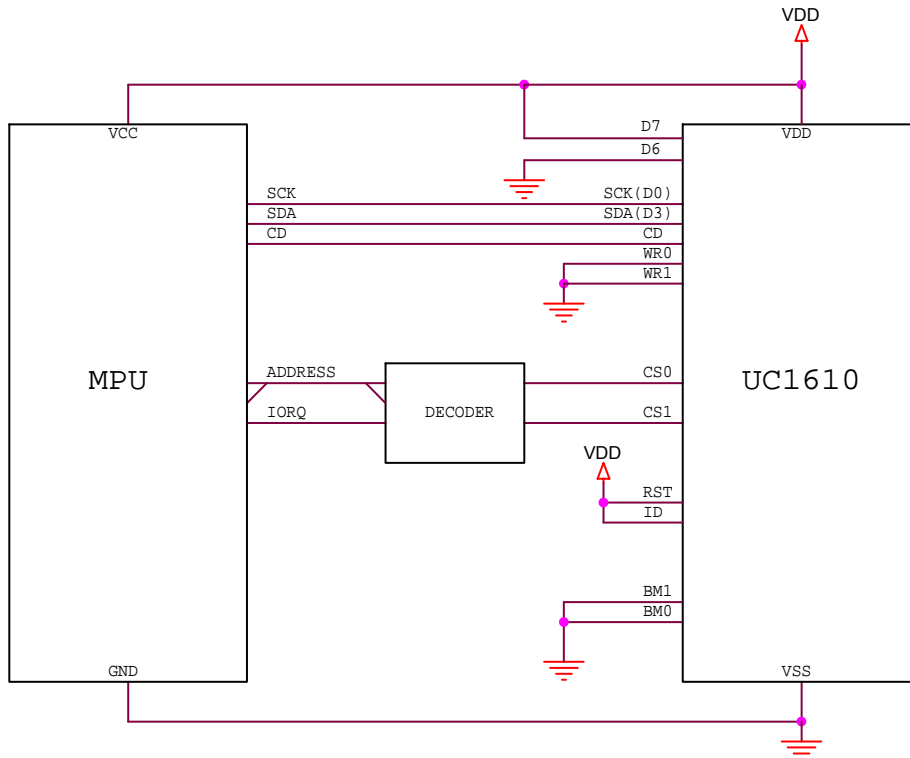 VDD
VCC
D7
VDD
D6
SCK SCK(D0)
SDA SDA(D3)
CD CD
WR0
WR1
ADDRESS CS0
MPU DECODER UC1610
IORQ CS1
VDD
RST
ID
BM1
BM0
GND VSS